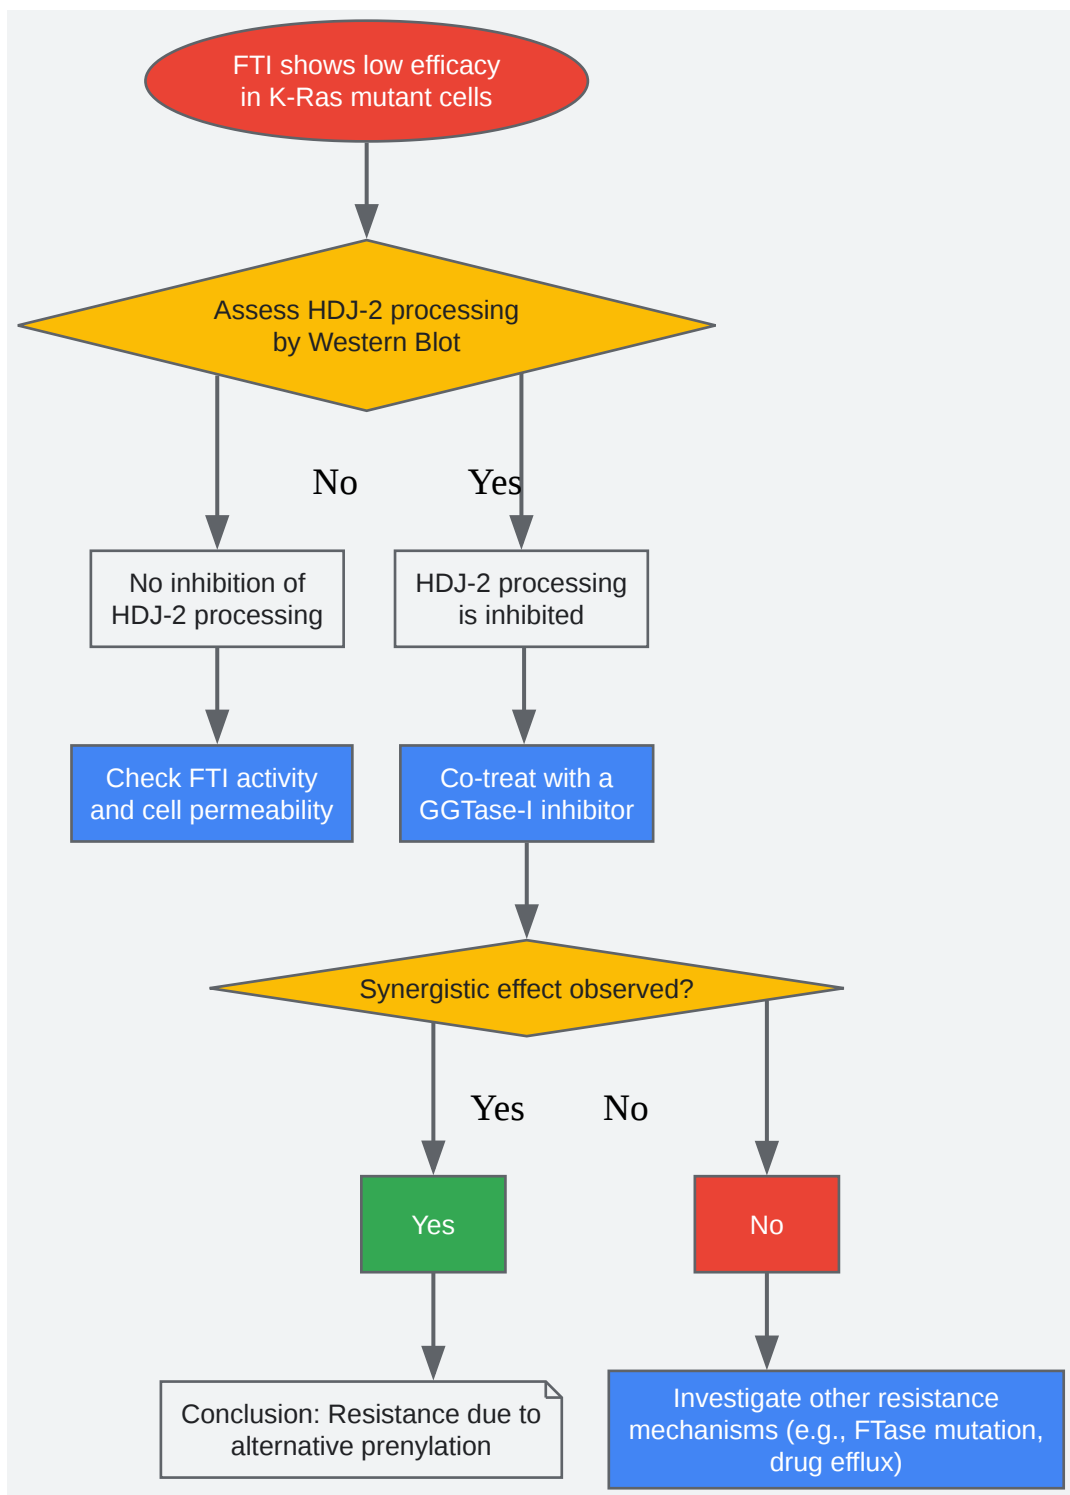 FTI shows low efficacy
in K-Ras mutant cells
Assess HDJ-2 processing
by Western Blot
No
Yes
No inhibition of
HDJ-2 processing
HDJ-2 processing
is inhibited
Check FTI activity
and cell permeability
Co-treat with a
GGTase-I inhibitor
Synergistic effect observed?
Yes
No
Yes
No
Conclusion: Resistance due to
alternative prenylation
Investigate other resistance
mechanisms (e.g., FTase mutation,
drug efflux)